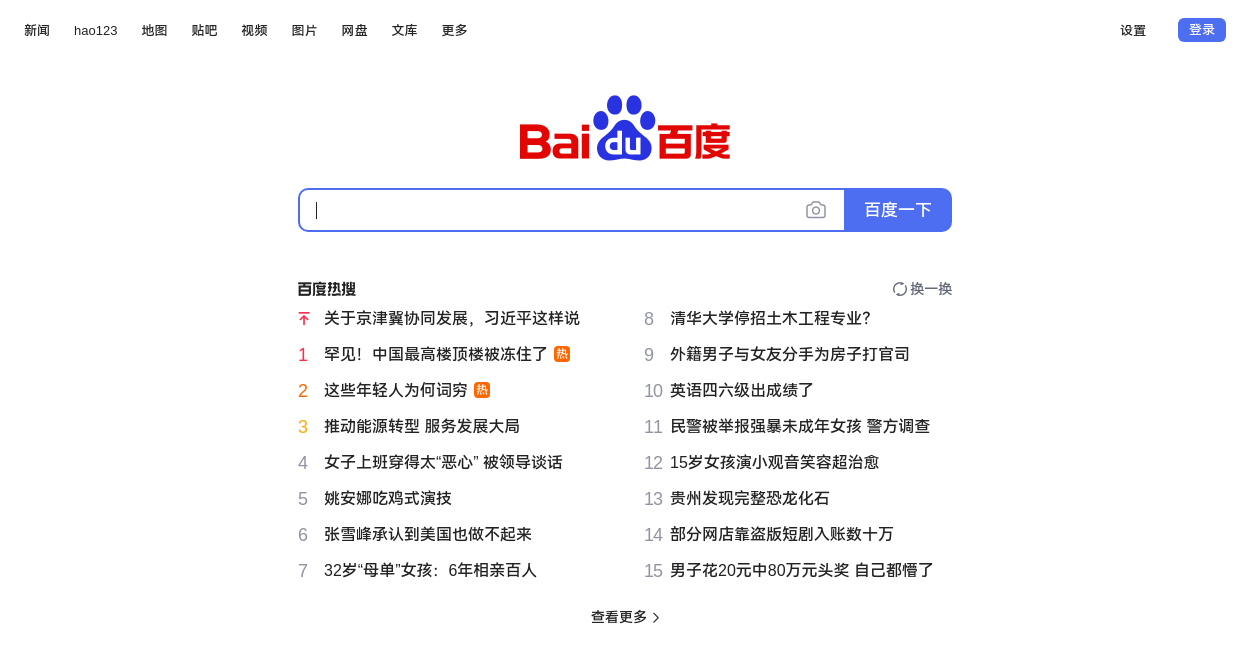 新闻 hao123 地图 贴吧 视频 图片 网盘 文库 更多 设置 登录
Bai du 百度
百度一下
百度热搜 换一换
关于京津冀协同发展，习近平这样说
1 罕见！中国最高楼顶楼被冻住了 热
2 这些年轻人为何词穷 热
3 推动能源转型 服务发展大局
4 女子上班穿得太“恶心” 被领导谈话
5 姚安娜吃鸡式演技
6 张雪峰承认到美国也做不起来
7 32岁“母单”女孩：6年相亲百人
8 清华大学停招土木工程专业？
9 外籍男子与女友分手为房子打官司
10 英语四六级出成绩了
11 民警被举报强暴未成年女孩 警方调查
12 15岁女孩演小观音笑容超治愈
13 贵州发现完整恐龙化石
14 部分网店靠盗版短剧入账数十万
15 男子花20元中80万元头奖 自己都懵了
查看更多